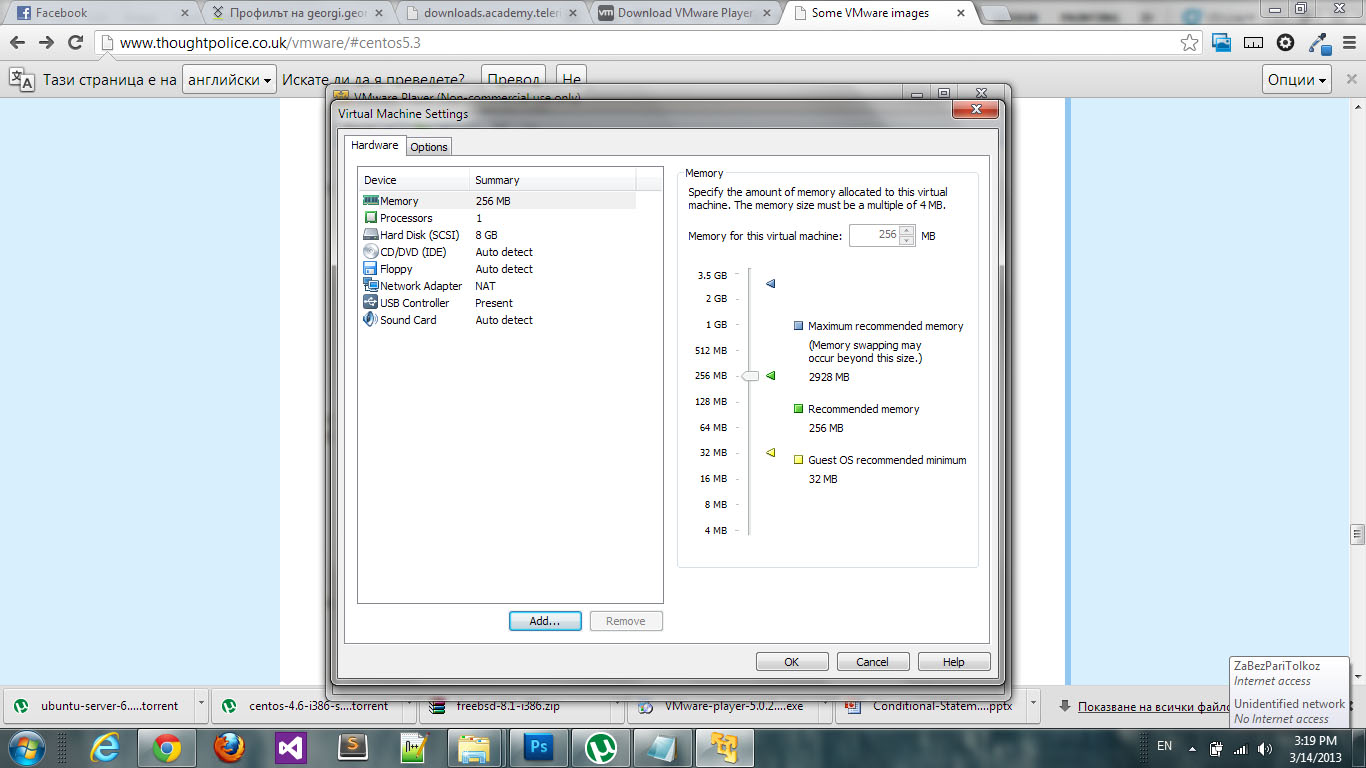 Facebook
Профилът на georgi.geor
downloads.academy.teleri
Download VMware Player
Some VMware images
www.thoughtpolice.co.uk/vmware/#centos5.3
Тази страница е на английски Искате ли да я преведете? Превод Не Опции
VMware Player (Non-commercial use only)
Virtual Machine Settings
Hardware Options
Device Summary
Memory 256 MB
Processors 1
Hard Disk (SCSI) 8 GB
CD/DVD (IDE) Auto detect
Floppy Auto detect
Network Adapter NAT
USB Controller Present
Sound Card Auto detect
Add... Remove
Memory
Specify the amount of memory allocated to this virtual
machine. The memory size must be a multiple of 4 MB.
Memory for this virtual machine: 256 MB
3.5 GB
2 GB
1 GB
512 MB
256 MB
128 MB
64 MB
32 MB
16 MB
8 MB
4 MB
Maximum recommended memory
(Memory swapping may
occur beyond this size.)
2928 MB
Recommended memory
256 MB
Guest OS recommended minimum
32 MB
OK Cancel Help
ZaBezPariTolkoz
Internet access
Unidentified network
No Internet access
ubuntu-server-6.....torrent
centos-4.6-i386-s....torrent
freebsd-8.1-i386.zip
VMware-player-5.0.2....exe
Conditional-Statem....pptx
Показване на всички файло
EN
3:19 PM
3/14/2013